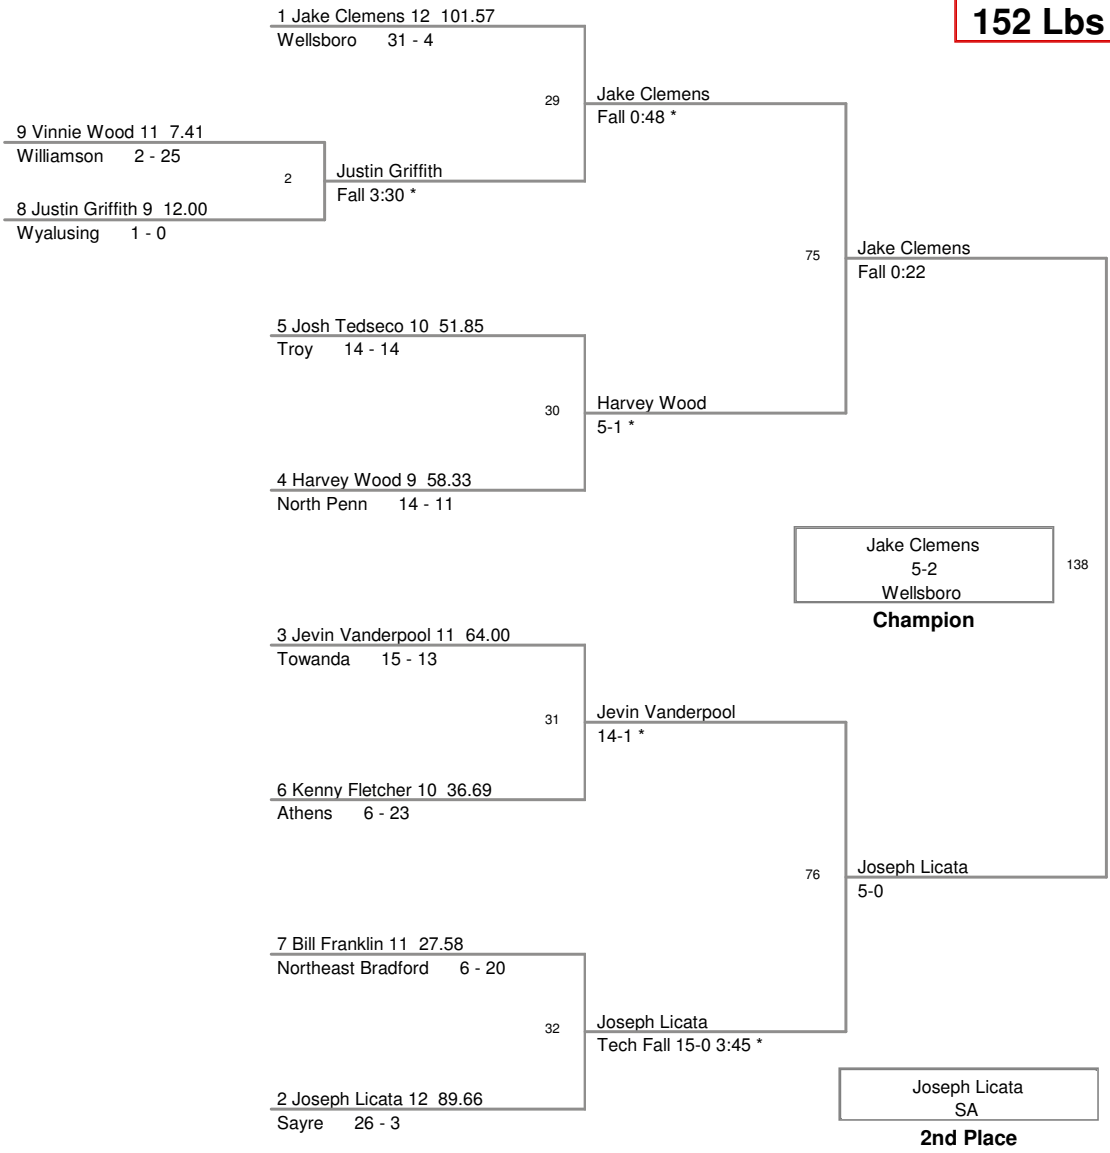 152 Lbs
1 Jake Clemens 12 101.57
Wellsboro 31 - 4
29
Jake Clemens
Fall 0:48 *
9 Vinnie Wood 11 7.41
Williamson 2 - 25
2
Justin Griffith
Fall 3:30 *
8 Justin Griffith 9 12.00
Wyalusing 1 - 0
75
Jake Clemens
Fall 0:22
5 Josh Tedseco 10 51.85
Troy 14 - 14
30
Harvey Wood
5-1 *
4 Harvey Wood 9 58.33
North Penn 14 - 11
Jake Clemens
5-2
Wellsboro
Champion
138
3 Jevin Vanderpool 11 64.00
Towanda 15 - 13
31
Jevin Vanderpool
14-1 *
6 Kenny Fletcher 10 36.69
Athens 6 - 23
76
Joseph Licata
5-0
7 Bill Franklin 11 27.58
Northeast Bradford 6 - 20
32
Joseph Licata
Tech Fall 15-0 3:45 *
2 Joseph Licata 12 89.66
Sayre 26 - 3
Joseph Licata
SA
2nd Place